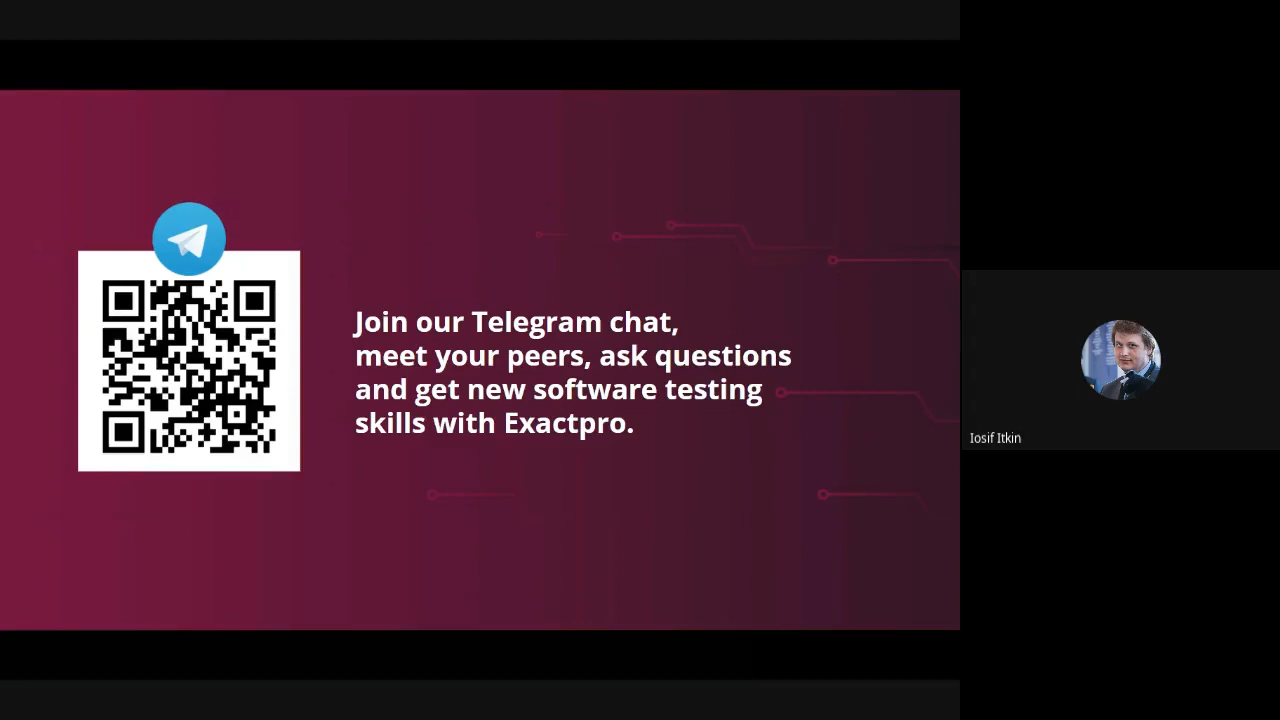 Join our Telegram chat,
meet your peers, ask questions
and get new software testing
skills with Exactpro.
Iosif Itkin